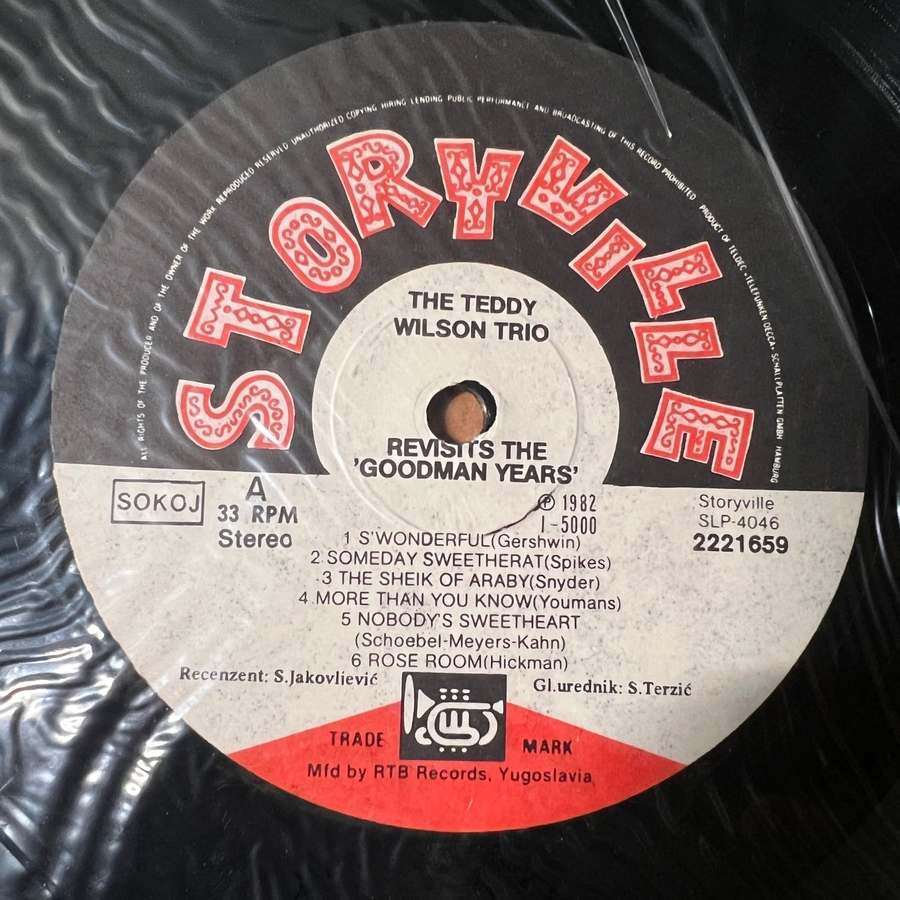 ALL RIGHTS OF THE PRODUCER AND OF THE OWNER OF THE WORK REPRODUCED RESERVED UNAUTHORIZED COPYING HIRING LENDING PUBLIC PERFORMANCE AND BROADCASTING OF THIS RECORD PROHIBITED PRODUCT OF TELDEC »TELEFUNKEN DECCA« SCHALLPLATTEN GMBH HAMBURG
STORYVILLE
THE TEDDY
WILSON TRIO
REVISITS THE
'GOODMAN YEARS'
SOKOJ
A
33 RPM
Stereo
℗ 1982
I-5000
Storyville
SLP-4046
2221659
1 S'WONDERFUL(Gershwin)
2 SOMEDAY SWEETHERAT(Spikes)
3 THE SHEIK OF ARABY(Snyder)
4 MORE THAN YOU KNOW(Youmans)
5 NOBODY'S SWEETHEART
(Schoebel-Meyers-Kahn)
6 ROSE ROOM(Hickman)
Recenzent: S.Jakovljević
Gl.urednik: S.Terzić
TRADE MARK
Mfd by RTB Records, Yugoslavia